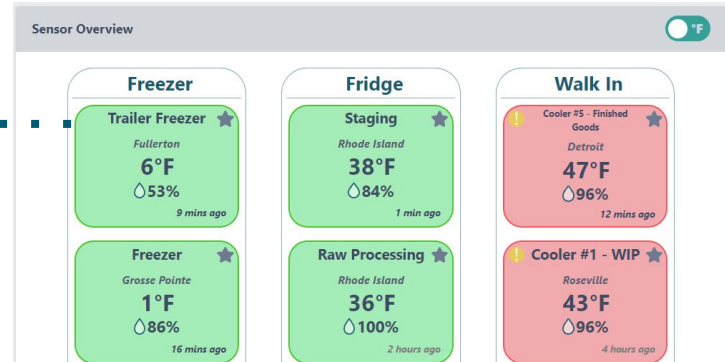 Sensor Overview
°F
Freezer
Trailer Freezer
Fullerton
6°F
53%
9 mins ago
Freezer
Grosse Pointe
1°F
86%
16 mins ago
Fridge
Staging
Rhode Island
38°F
84%
1 min ago
Raw Processing
Rhode Island
36°F
100%
2 hours ago
Walk In
!
Cooler #5 - Finished
Goods
Detroit
47°F
96%
12 mins ago
!
Cooler #1 - WIP
Roseville
43°F
96%
4 hours ago